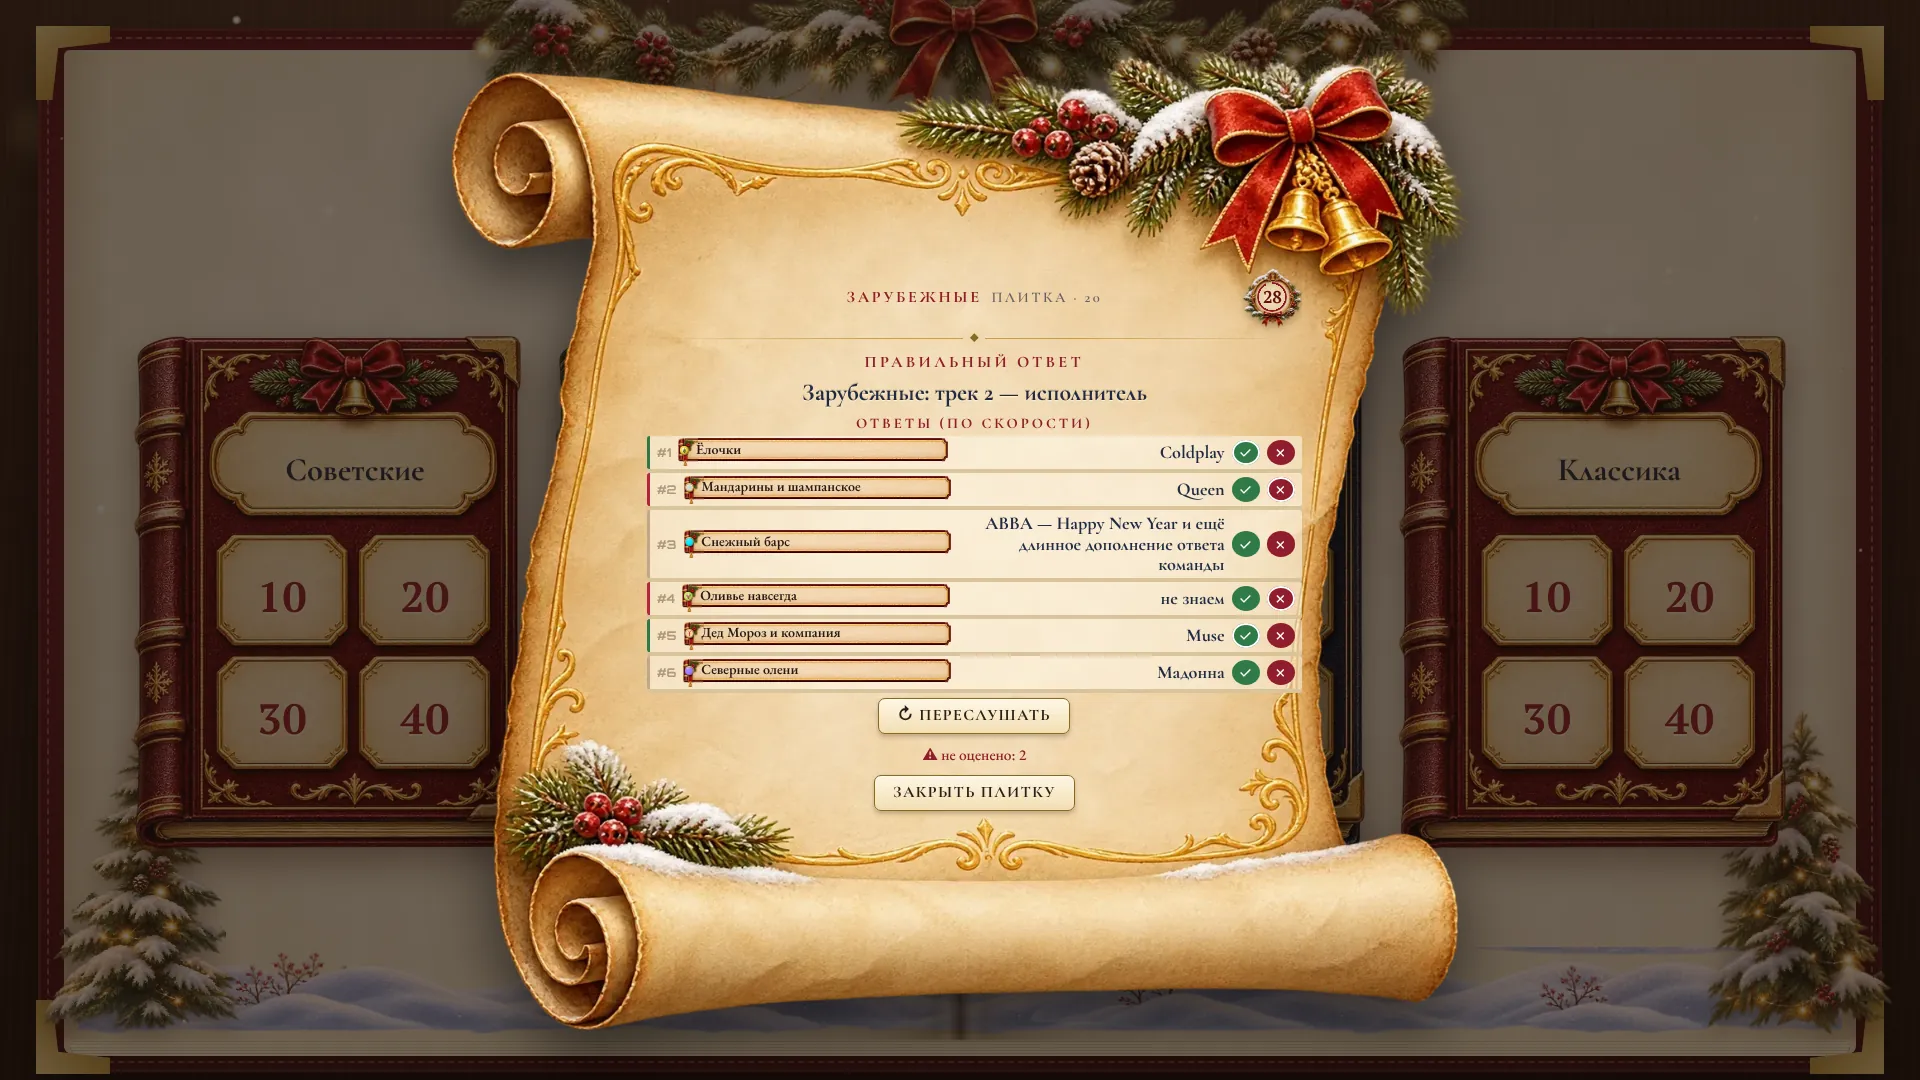 ЗАРУБЕЖНЫЕ ПЛИТКА · 20
28
ПРАВИЛЬНЫЙ ОТВЕТ
Зарубежные: трек 2 — исполнитель
ОТВЕТЫ (ПО СКОРОСТИ)
#1 Ёлочки Coldplay
#2 Мандарины и шампанское Queen
#3 Снежный барс ABBA — Happy New Year и ещё
длинное дополнение ответа
команды
#4 Оливье навсегда не знаем
#5 Дед Мороз и компания Muse
#6 Северные олени Мадонна
ПЕРЕСЛУШАТЬ
не оценено: 2
ЗАКРЫТЬ ПЛИТКУ
Советские
10 20
30 40
Классика
10 20
30 40